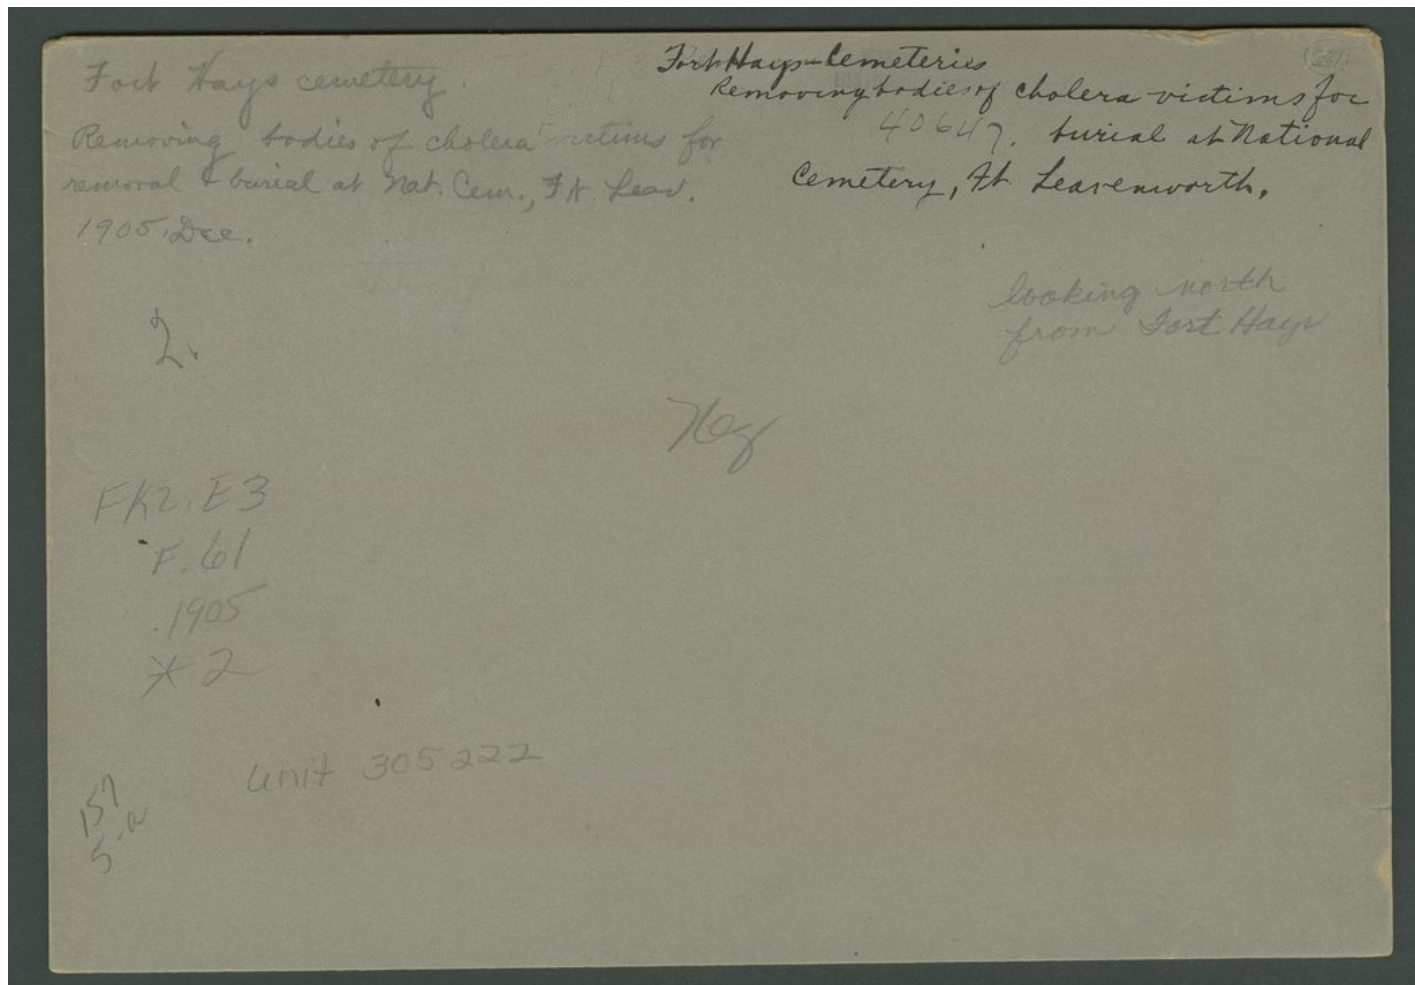 Fort Hays cemetery.
Removing bodies of cholera victims for
removal & burial at Nat. Cem., Ft. Leav.
1905, Dec.
Fort Hays-Cemeteries
Removing bodies of cholera victims for
40647. burial at National
Cemetery, Ft. Leavenworth.
looking north
from Fort Hays
2.
Neg
FK2.E3
F.61
.1905
*2
unit 305222
157